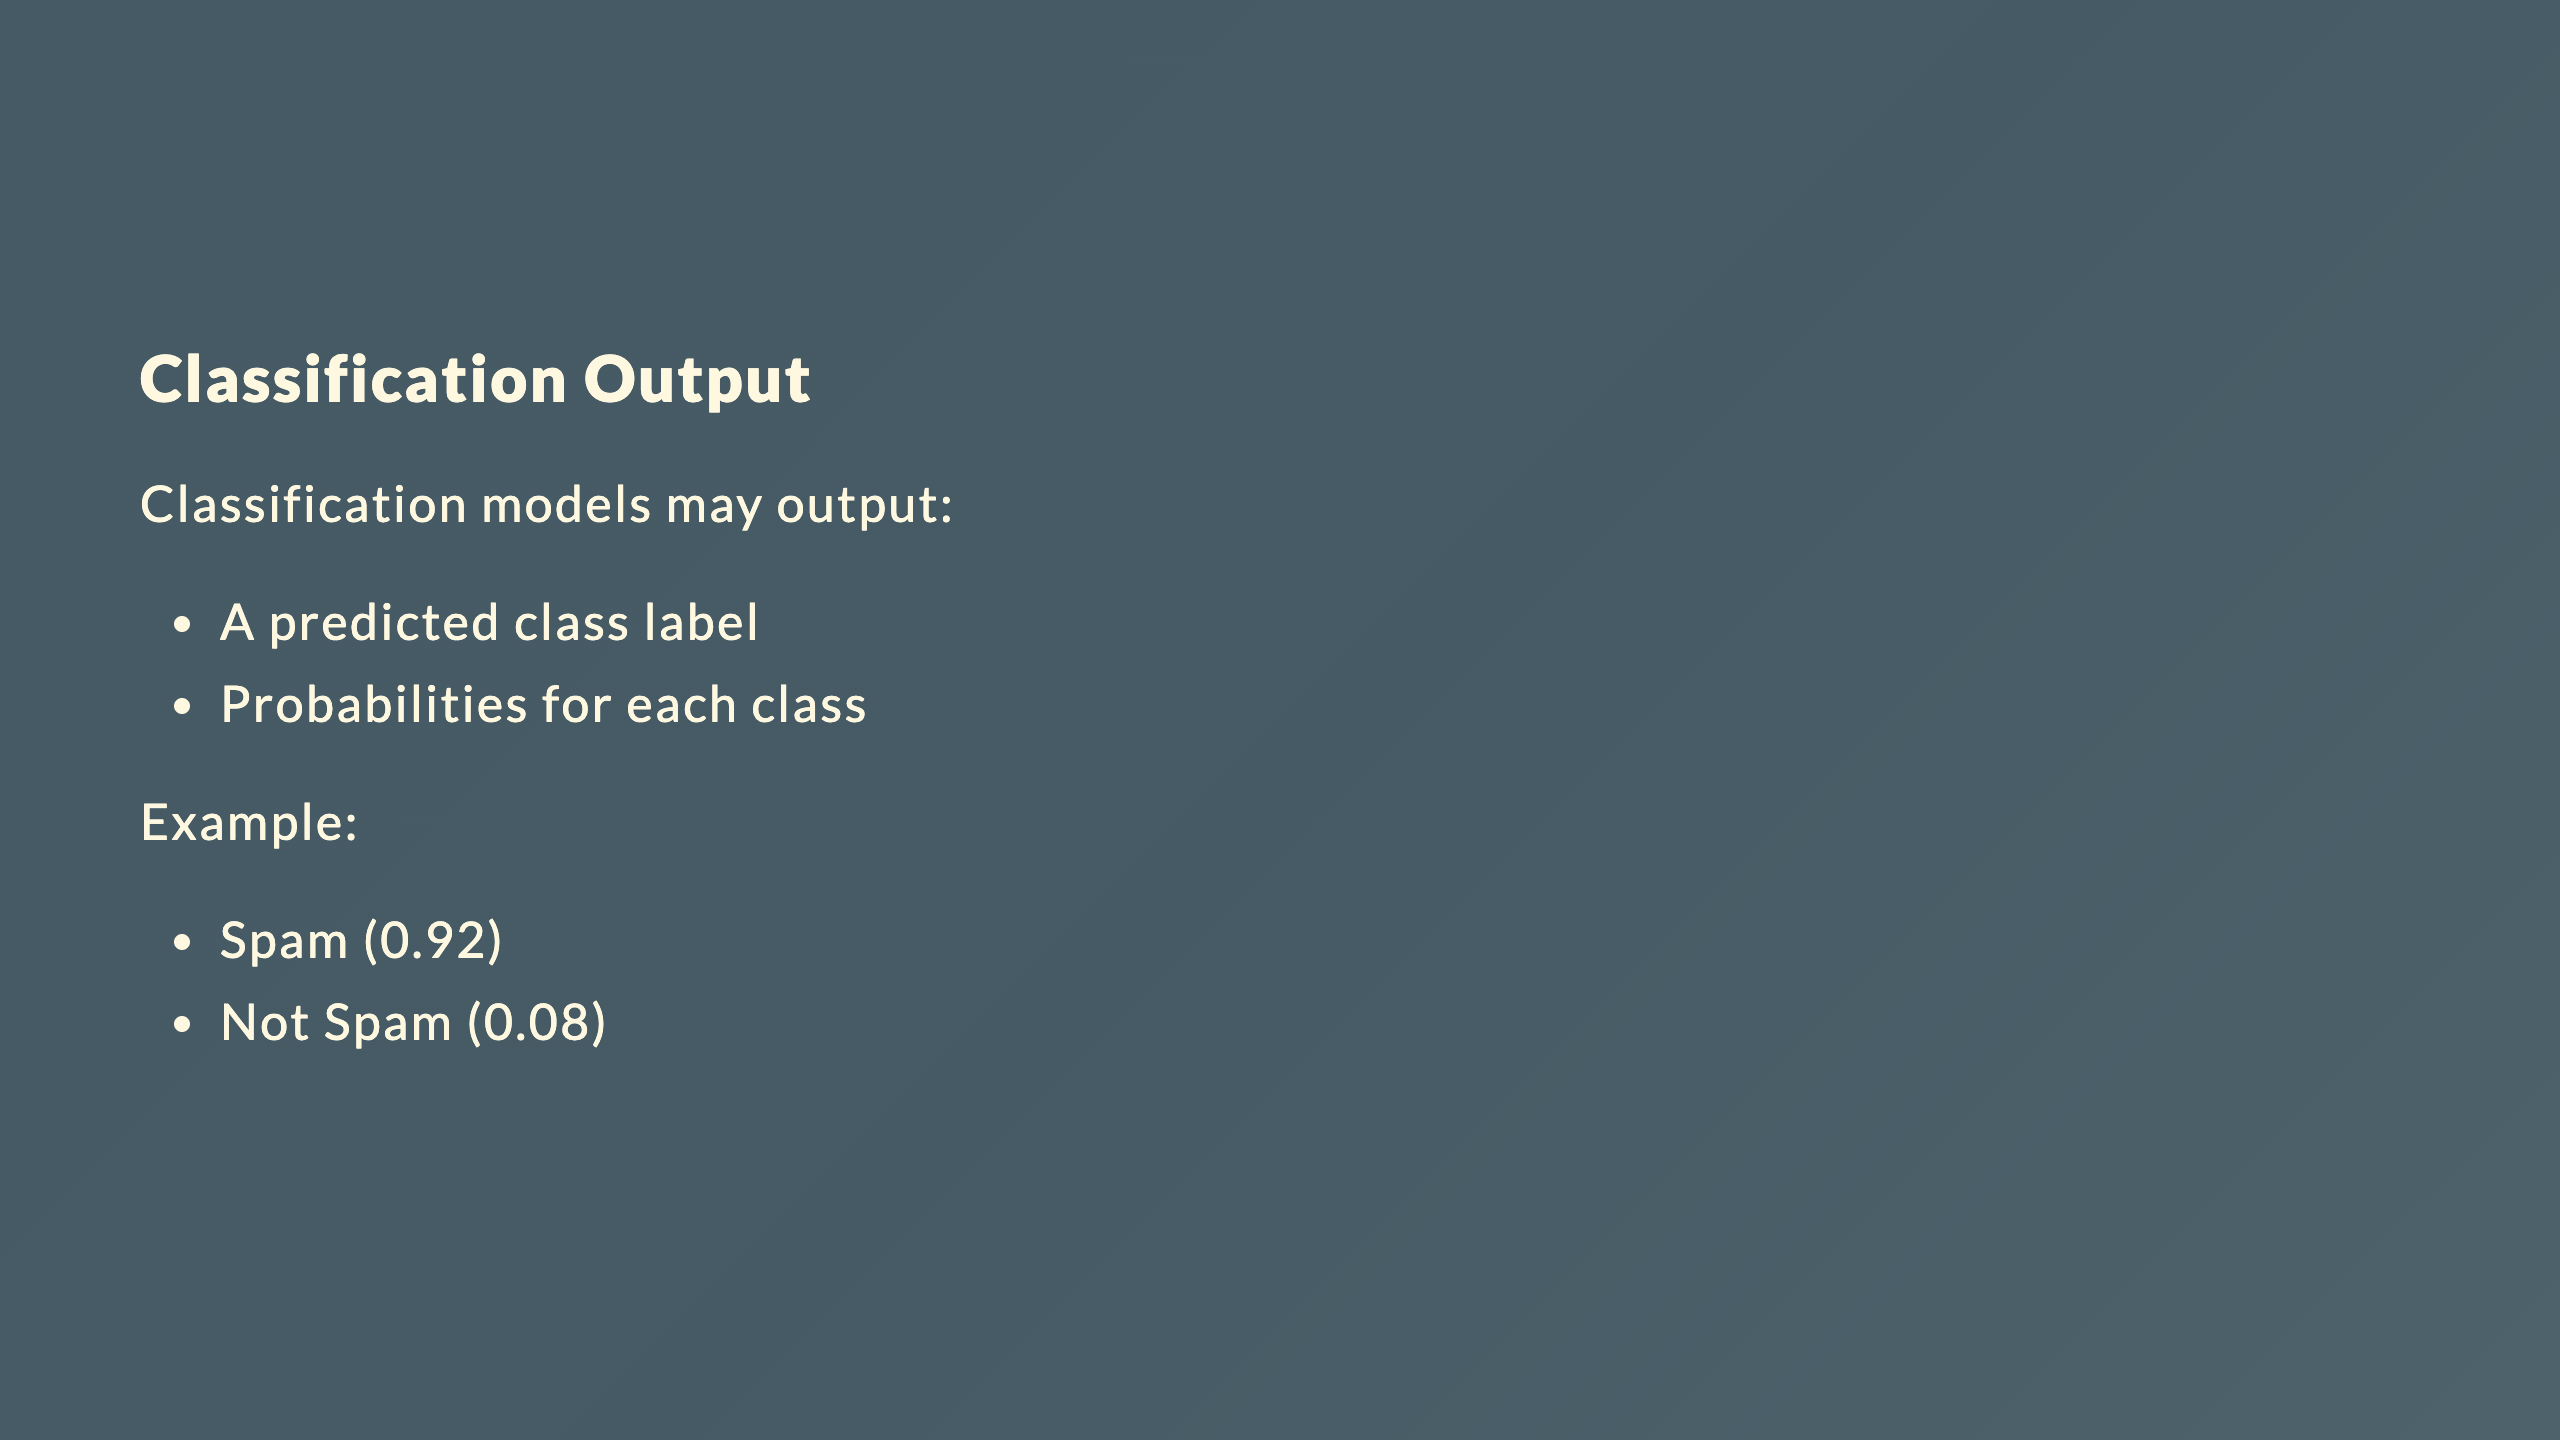 Classification Output
Classification models may output:
• A predicted class label
• Probabilities for each class
Example:
• Spam (0.92)
• Not Spam (0.08)